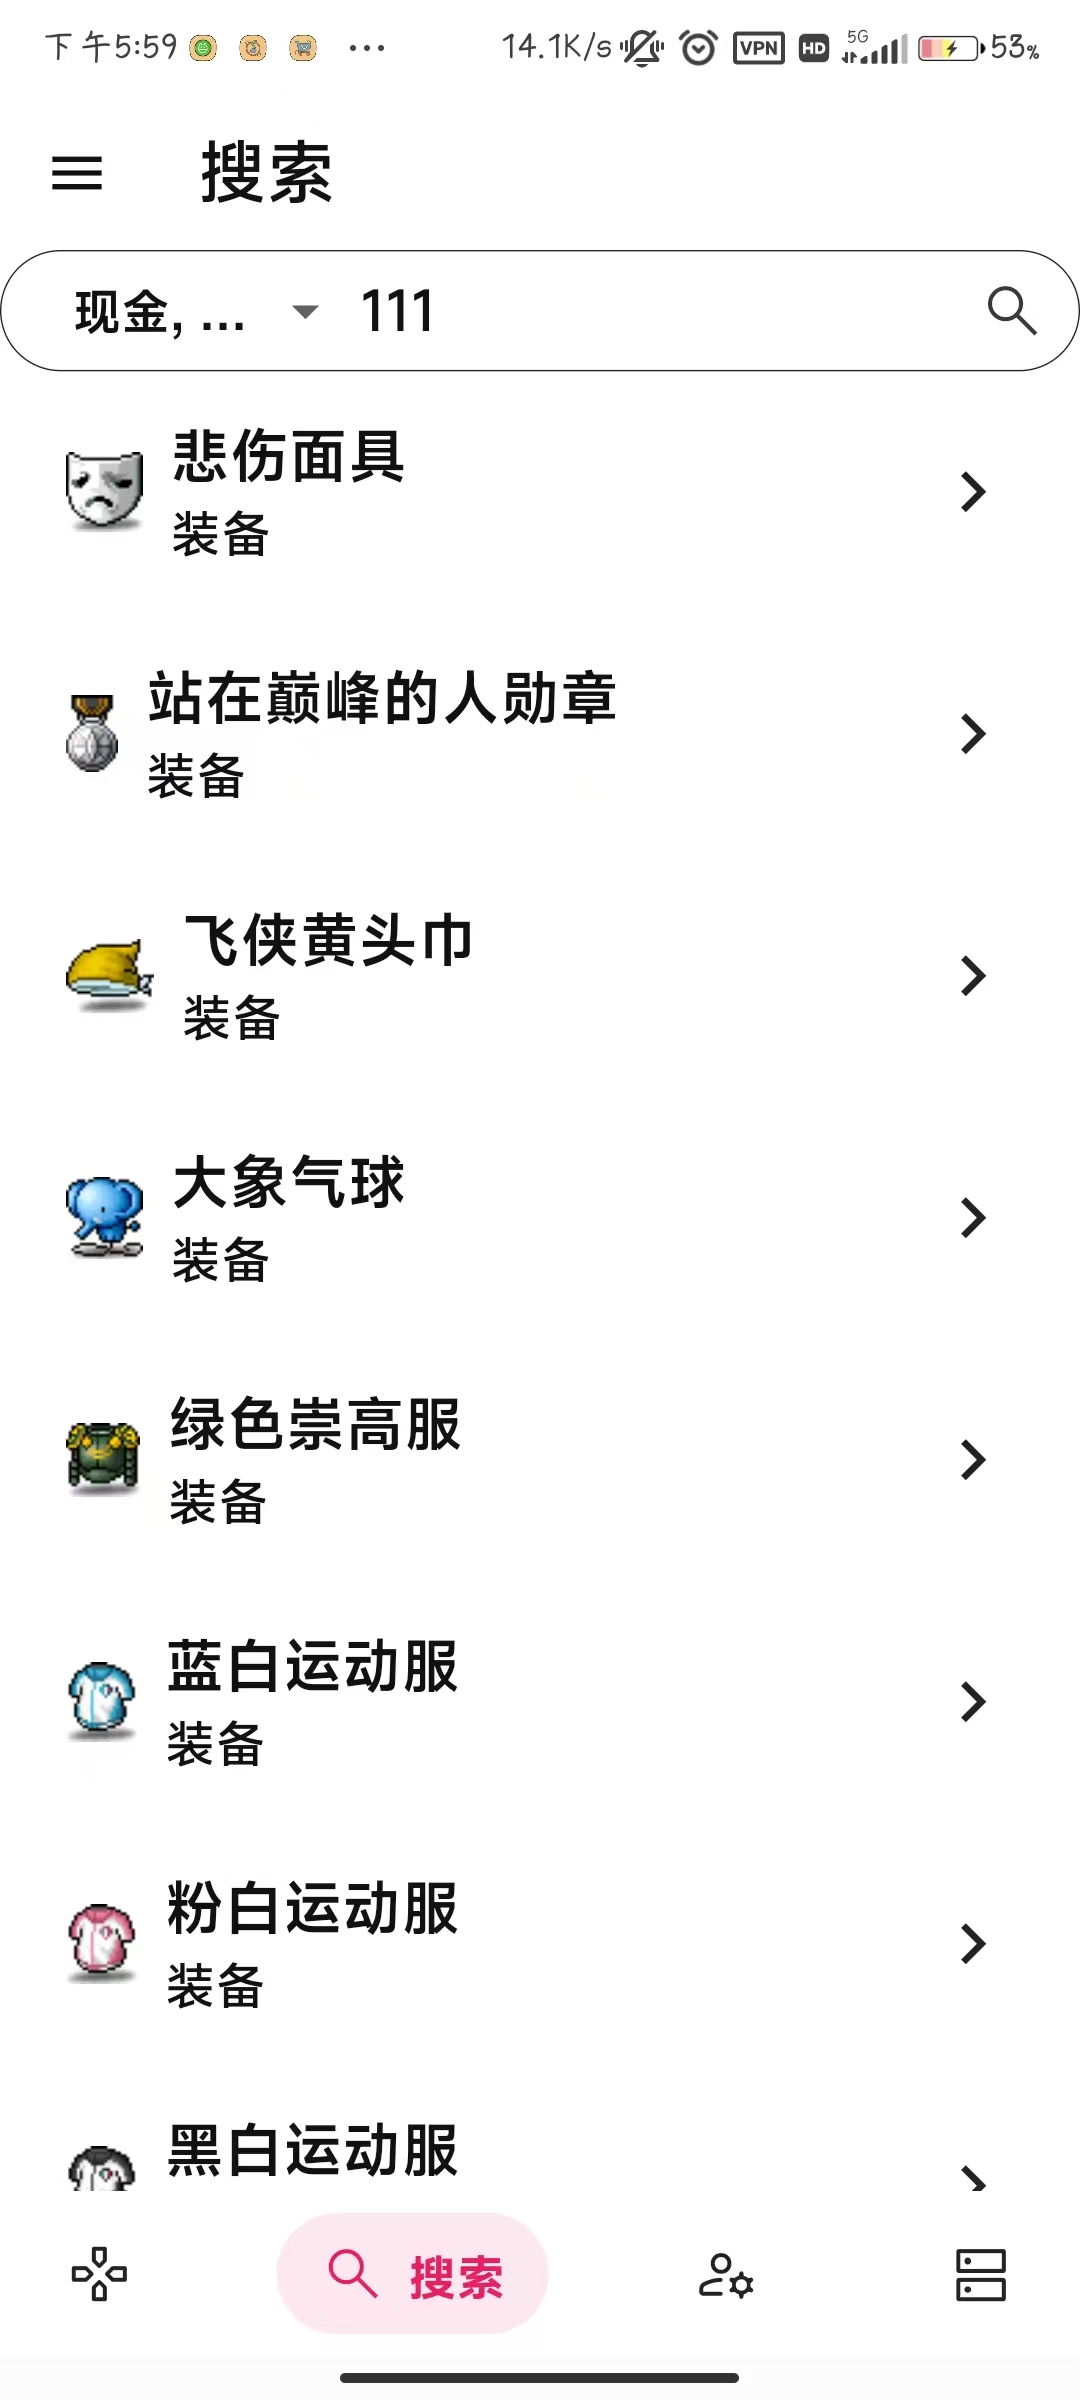 下午5:59 ... 14.1K/s VPN HD 5G 53%
搜索
现金, ... 111
悲伤面具
装备
站在巅峰的人勋章
装备
飞侠黄头巾
装备
大象气球
装备
绿色崇高服
装备
蓝白运动服
装备
粉白运动服
装备
黑白运动服
搜索